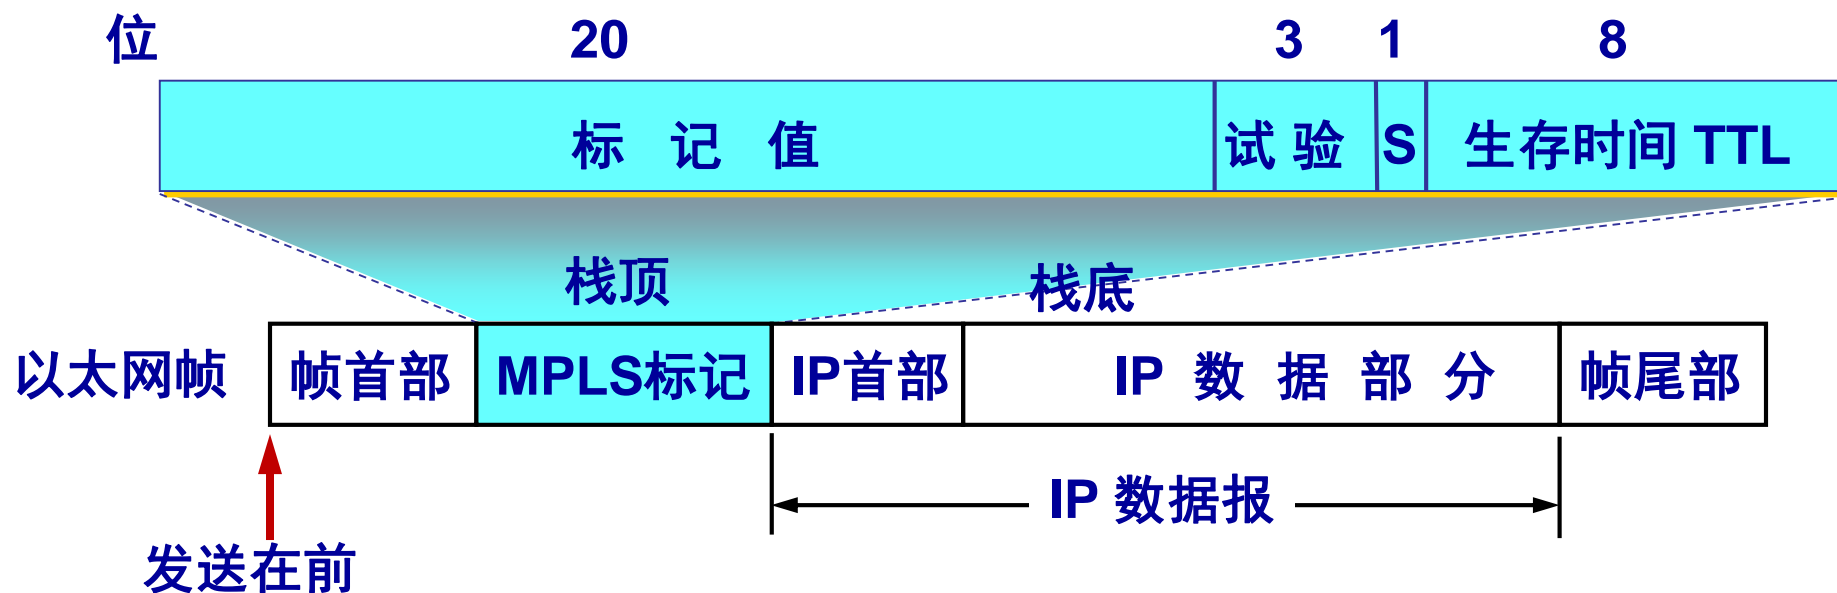 位 20 3 1 8
标 记 值 试 验 S 生存时间 TTL
栈顶 栈底
以太网帧 帧首部 MPLS标记 IP首部 IP 数 据 部 分 帧尾部
IP 数据报
发送在前